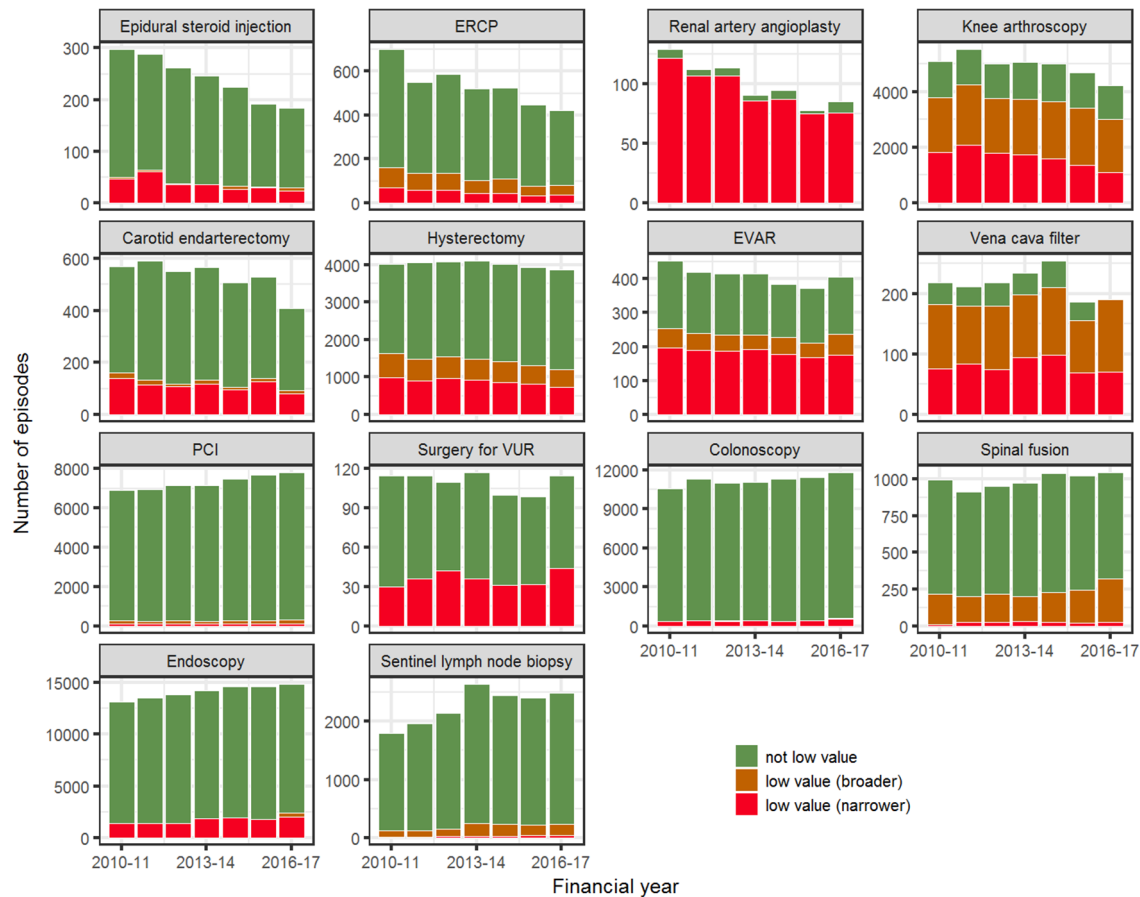 Epidural steroid injection
ERCP
Renal artery angioplasty
Knee arthroscopy
300
200
100
0
600
400
200
0
100
50
0
4000
2000
0
Carotid endarterectomy
Hysterectomy
EVAR
Vena cava filter
600
400
200
0
4000
3000
2000
1000
0
400
300
200
100
0
200
100
0
PCI
Surgery for VUR
Colonoscopy
Spinal fusion
8000
6000
4000
2000
0
120
90
60
30
0
12000
9000
6000
3000
0
1000
750
500
250
0
2010-11 2013-14 2016-17
2010-11 2013-14 2016-17
Endoscopy
Sentinel lymph node biopsy
15000
10000
5000
0
2000
1000
0
2010-11 2013-14 2016-17
2010-11 2013-14 2016-17
Number of episodes
Financial year
not low value
low value (broader)
low value (narrower)